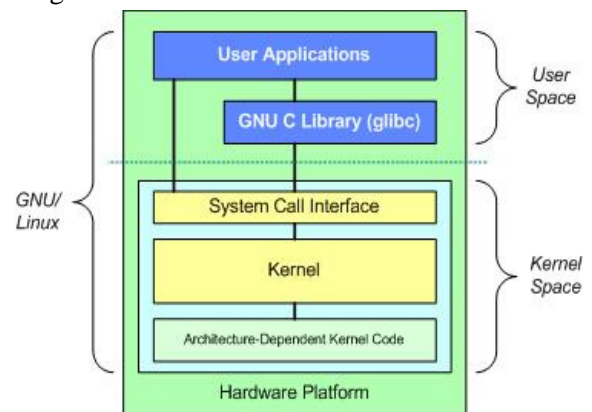 User Applications
GNU C Library (glibc)
User
Space
GNU/
Linux
System Call Interface
Kernel
Architecture-Dependent Kernel Code
Kernel
Space
Hardware Platform